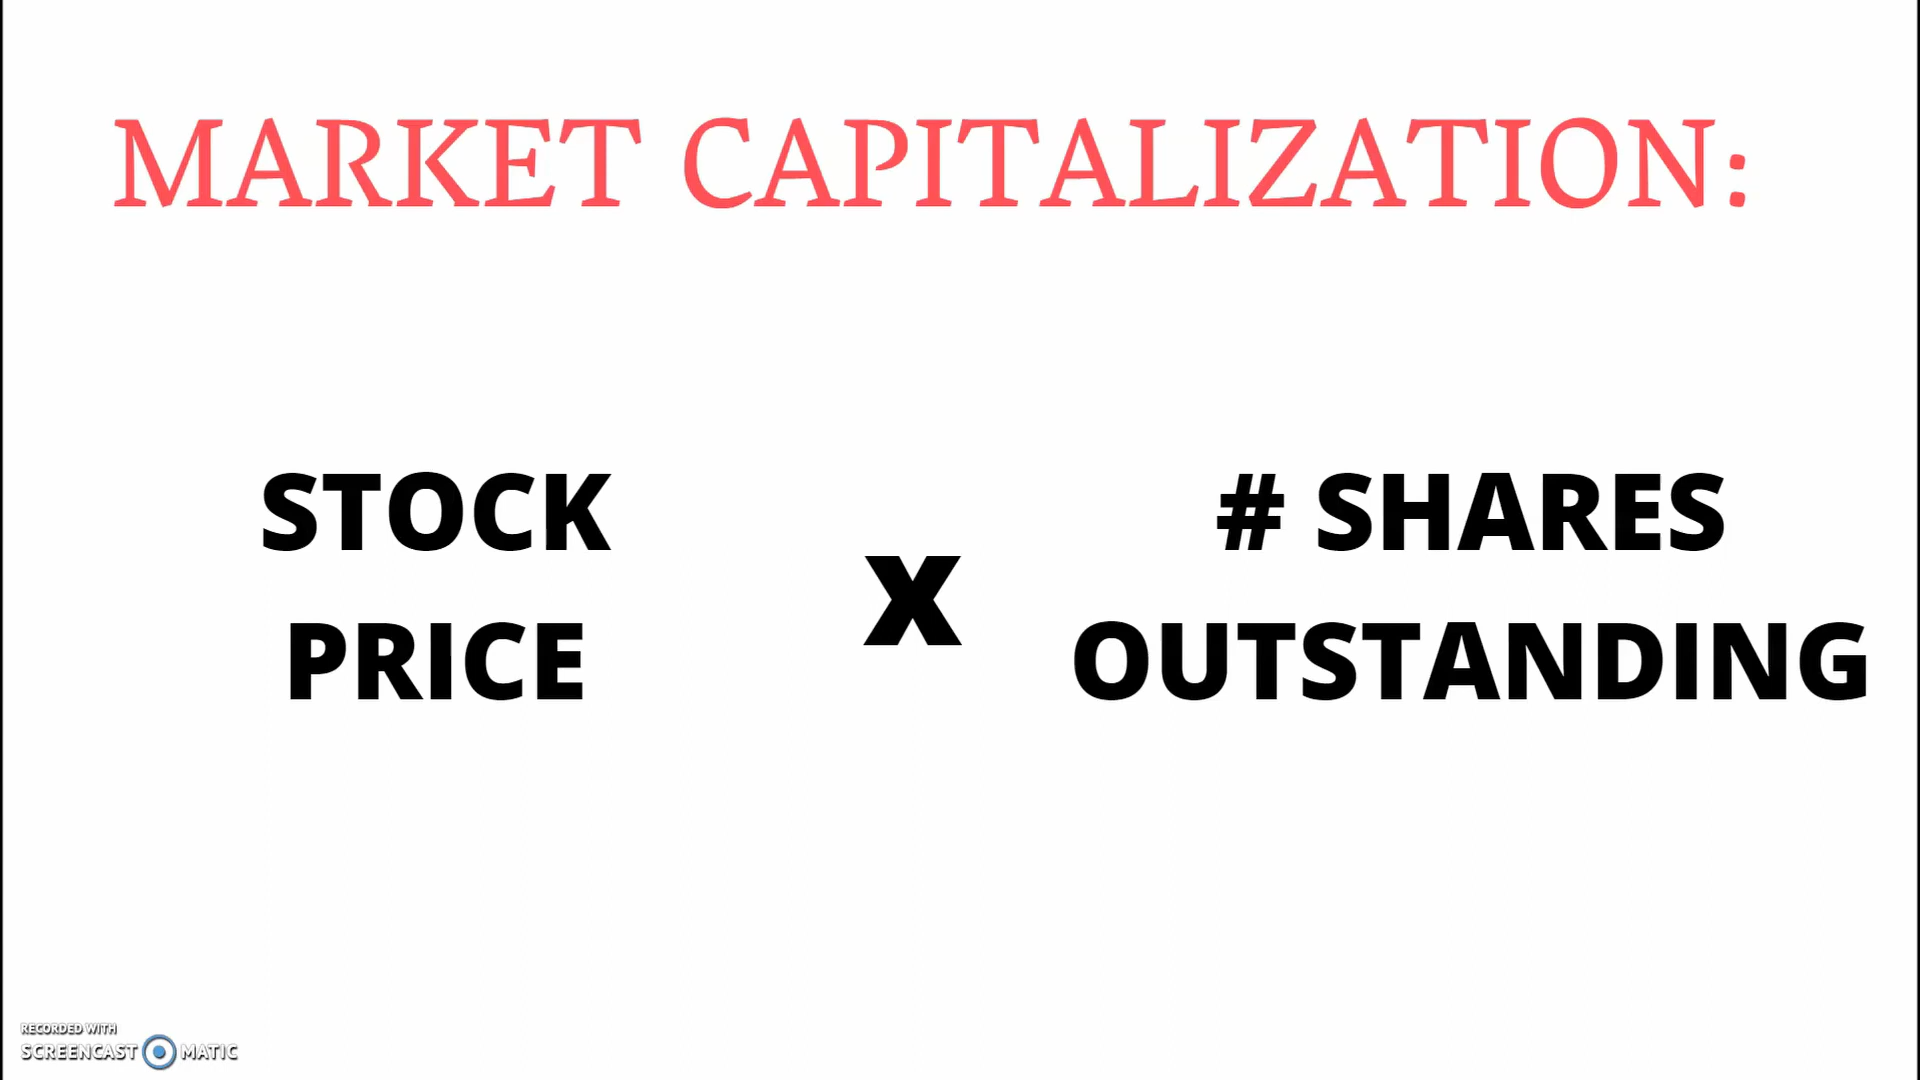 MARKET CAPITALIZATION:
STOCK
PRICE
x
# SHARES
OUTSTANDING
RECORDED WITH
SCREENCAST MATIC